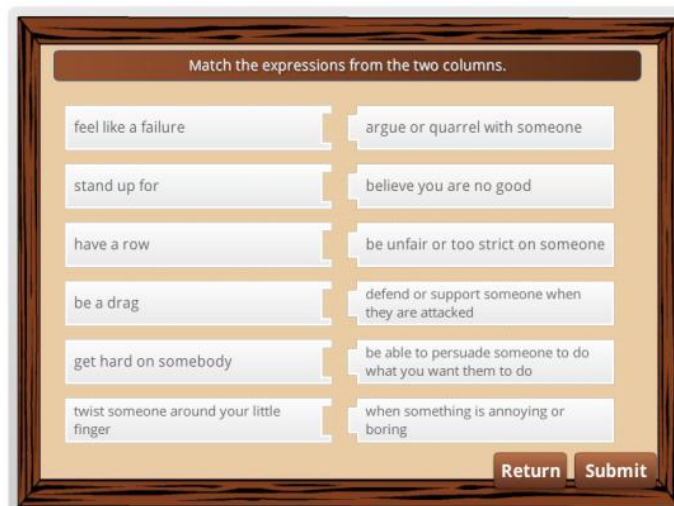 Match the expressions from the two columns.
feel like a failure
argue or quarrel with someone
stand up for
believe you are no good
have a row
be unfair or too strict on someone
be a drag
defend or support someone when
they are attacked
get hard on somebody
be able to persuade someone to do
what you want them to do
twist someone around your little
finger
when something is annoying or
boring
Return
Submit